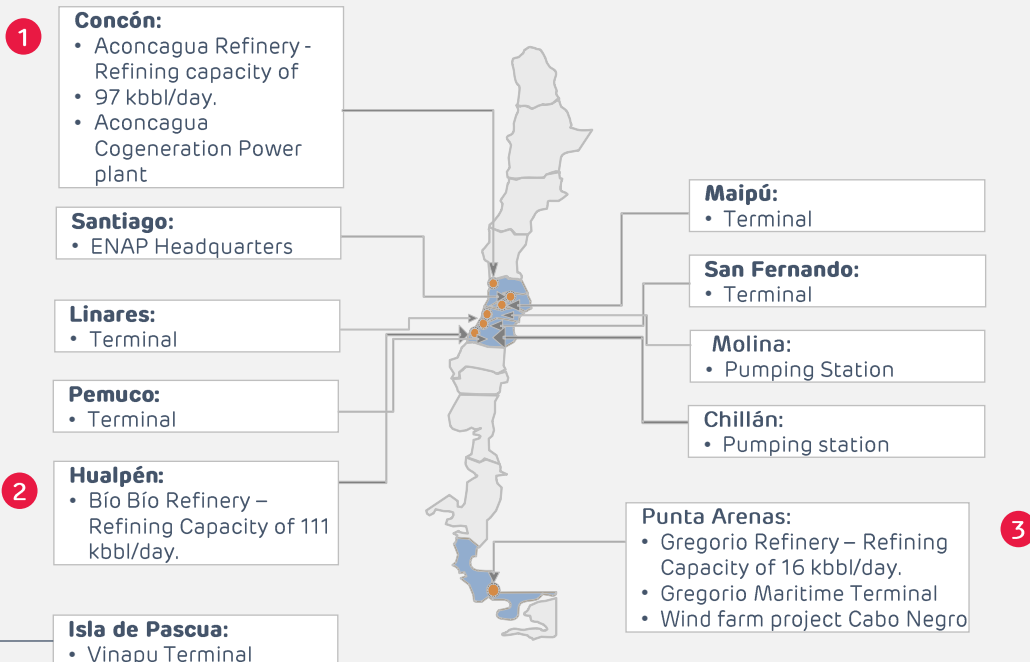 1
Concón:
• Aconcagua Refinery -
Refining capacity of
• 97 kbbl/day.
• Aconcagua
Cogeneration Power
plant
Santiago:
• ENAP Headquarters
Linares:
• Terminal
Pemuco:
• Terminal
2
Hualpén:
• Bío Bío Refinery –
Refining Capacity of 111
kbbl/day.
Isla de Pascua:
• Vinapu Terminal
Maipú:
• Terminal
San Fernando:
• Terminal
Molina:
• Pumping Station
Chillán:
• Pumping station
Punta Arenas:
• Gregorio Refinery – Refining
Capacity of 16 kbbl/day.
• Gregorio Maritime Terminal
• Wind farm project Cabo Negro
3